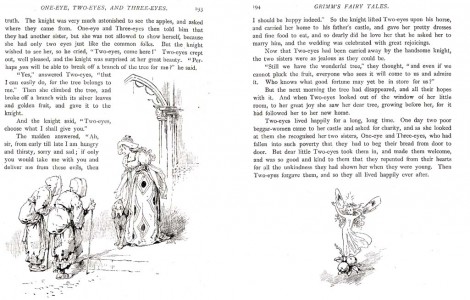 ONE-EYE, TWO-EYES, AND THREE-EYES. 193
truth. The knight was very much astonished to see the apples, and asked
where they came from. One-eye and Three-eyes then told him that
they had another sister, but she was not allowed to show herself, because
she had only two eyes just like the common folks. But the knight
wished to see her, so he cried, "Two-eyes, come here!" Two-eyes crept
out, well pleased, and the knight was surprised at her great beauty. "Per-
haps you will be able to break off a branch of the tree for me!" he said.
"Yes," answered Two-eyes, "that
I can easily do, for the tree belongs to
me." Then she climbed the tree, and
broke off a branch with its silver leaves
and golden fruit, and gave it to the
knight.
And the knight said, "Two-eyes,
choose what I shall give you."
The maiden answered, "Ah,
sir, from early till late I am hungry
and thirsty, sorry and sad; if only
you would take me with you and
deliver me from these evils, then
194 GRIMM'S FAIRY TALES.
I should be happy indeed." So the knight lifted Two-eyes upon his horse,
and carried her home to his father's castle, and gave her prettily dressed
clothes, and food to eat, and so dearly did he love her that he asked her to
marry him, and the wedding was celebrated with great rejoicings.
Now that Two-eyes had been carried away by the handsome knight,
the two sisters were as jealous as they could be.
"Still we have the wonderful tree," they thought, "and even if we
cannot pluck the fruit, everyone who sees it will come to us and admire
it. Who knows what good fortune may yet be in store for us?"
But the next morning the tree had disappeared, and all their hopes
with it. And when Two-eyes looked out of the window of her little
room, to her great joy she saw her dear tree, growing before her, for it
had followed her to her new home.
Two-eyes lived happily for a long, long time. One day two poor
beggar-women came to her castle and asked for charity, and as she looked
at them she recognised her two sisters, One-eye and Three-eyes, who had
fallen into such poverty that they had to beg their bread from door to
door. But dear little Two-eyes took them in, and made them welcome,
and was so good and kind to them that they repented from their hearts
for all the unkindness they had shown her when they were young. Then
Two-eyes forgave them, and so they all lived happily ever after.